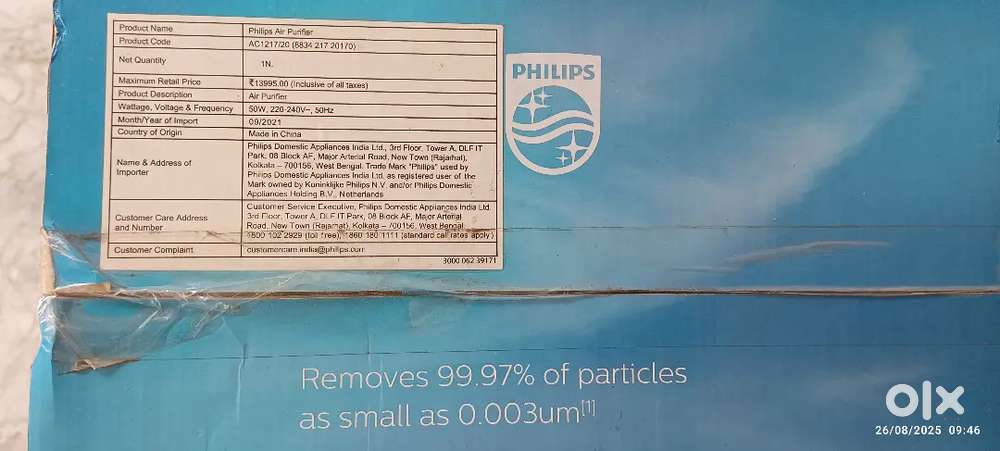 Product Name Philips Air Purifier
Product Code AC1217/20 (8834 217 20170)
Net Quantity 1N.
Maximum Retail Price ₹13995.00 (Inclusive of all taxes)
Product Description Air Purifier
Wattage, Voltage & Frequency 50W, 220-240V~, 50Hz
Month/Year of Import 09/2021
Country of Origin Made in China
Name & Address of
Importer
Philips Domestic Appliances India Ltd., 3rd Floor, Tower A, DLF IT
Park, 08 Block AF, Major Arterial Road, New Town (Rajarhat),
Kolkata – 700156, West Bengal. Trade Mark "Philips" used by
Philips Domestic Appliances India Ltd. as registered user of the
Mark owned by Kuninklijke Philips N.V. and/or Philips Domestic
Appliances Holding B.V., Netherlands
Customer Care Address
and Number
Customer Service Executive, Philips Domestic Appliances India Ltd.
3rd Floor, Tower A, DLF IT Park, 08 Block AF, Major Arterial
Road, New Town (Rajarhat), Kolkata – 700156, West Bengal
1800 102 2929 (toll free), 1860 180 1111 (standard call rates apply)
Customer Complaint customercare.india@philips.com
3000 062 39171
PHILIPS
Removes 99.97% of particles
as small as 0.003um[1]
olx
26/08/2025 09:46